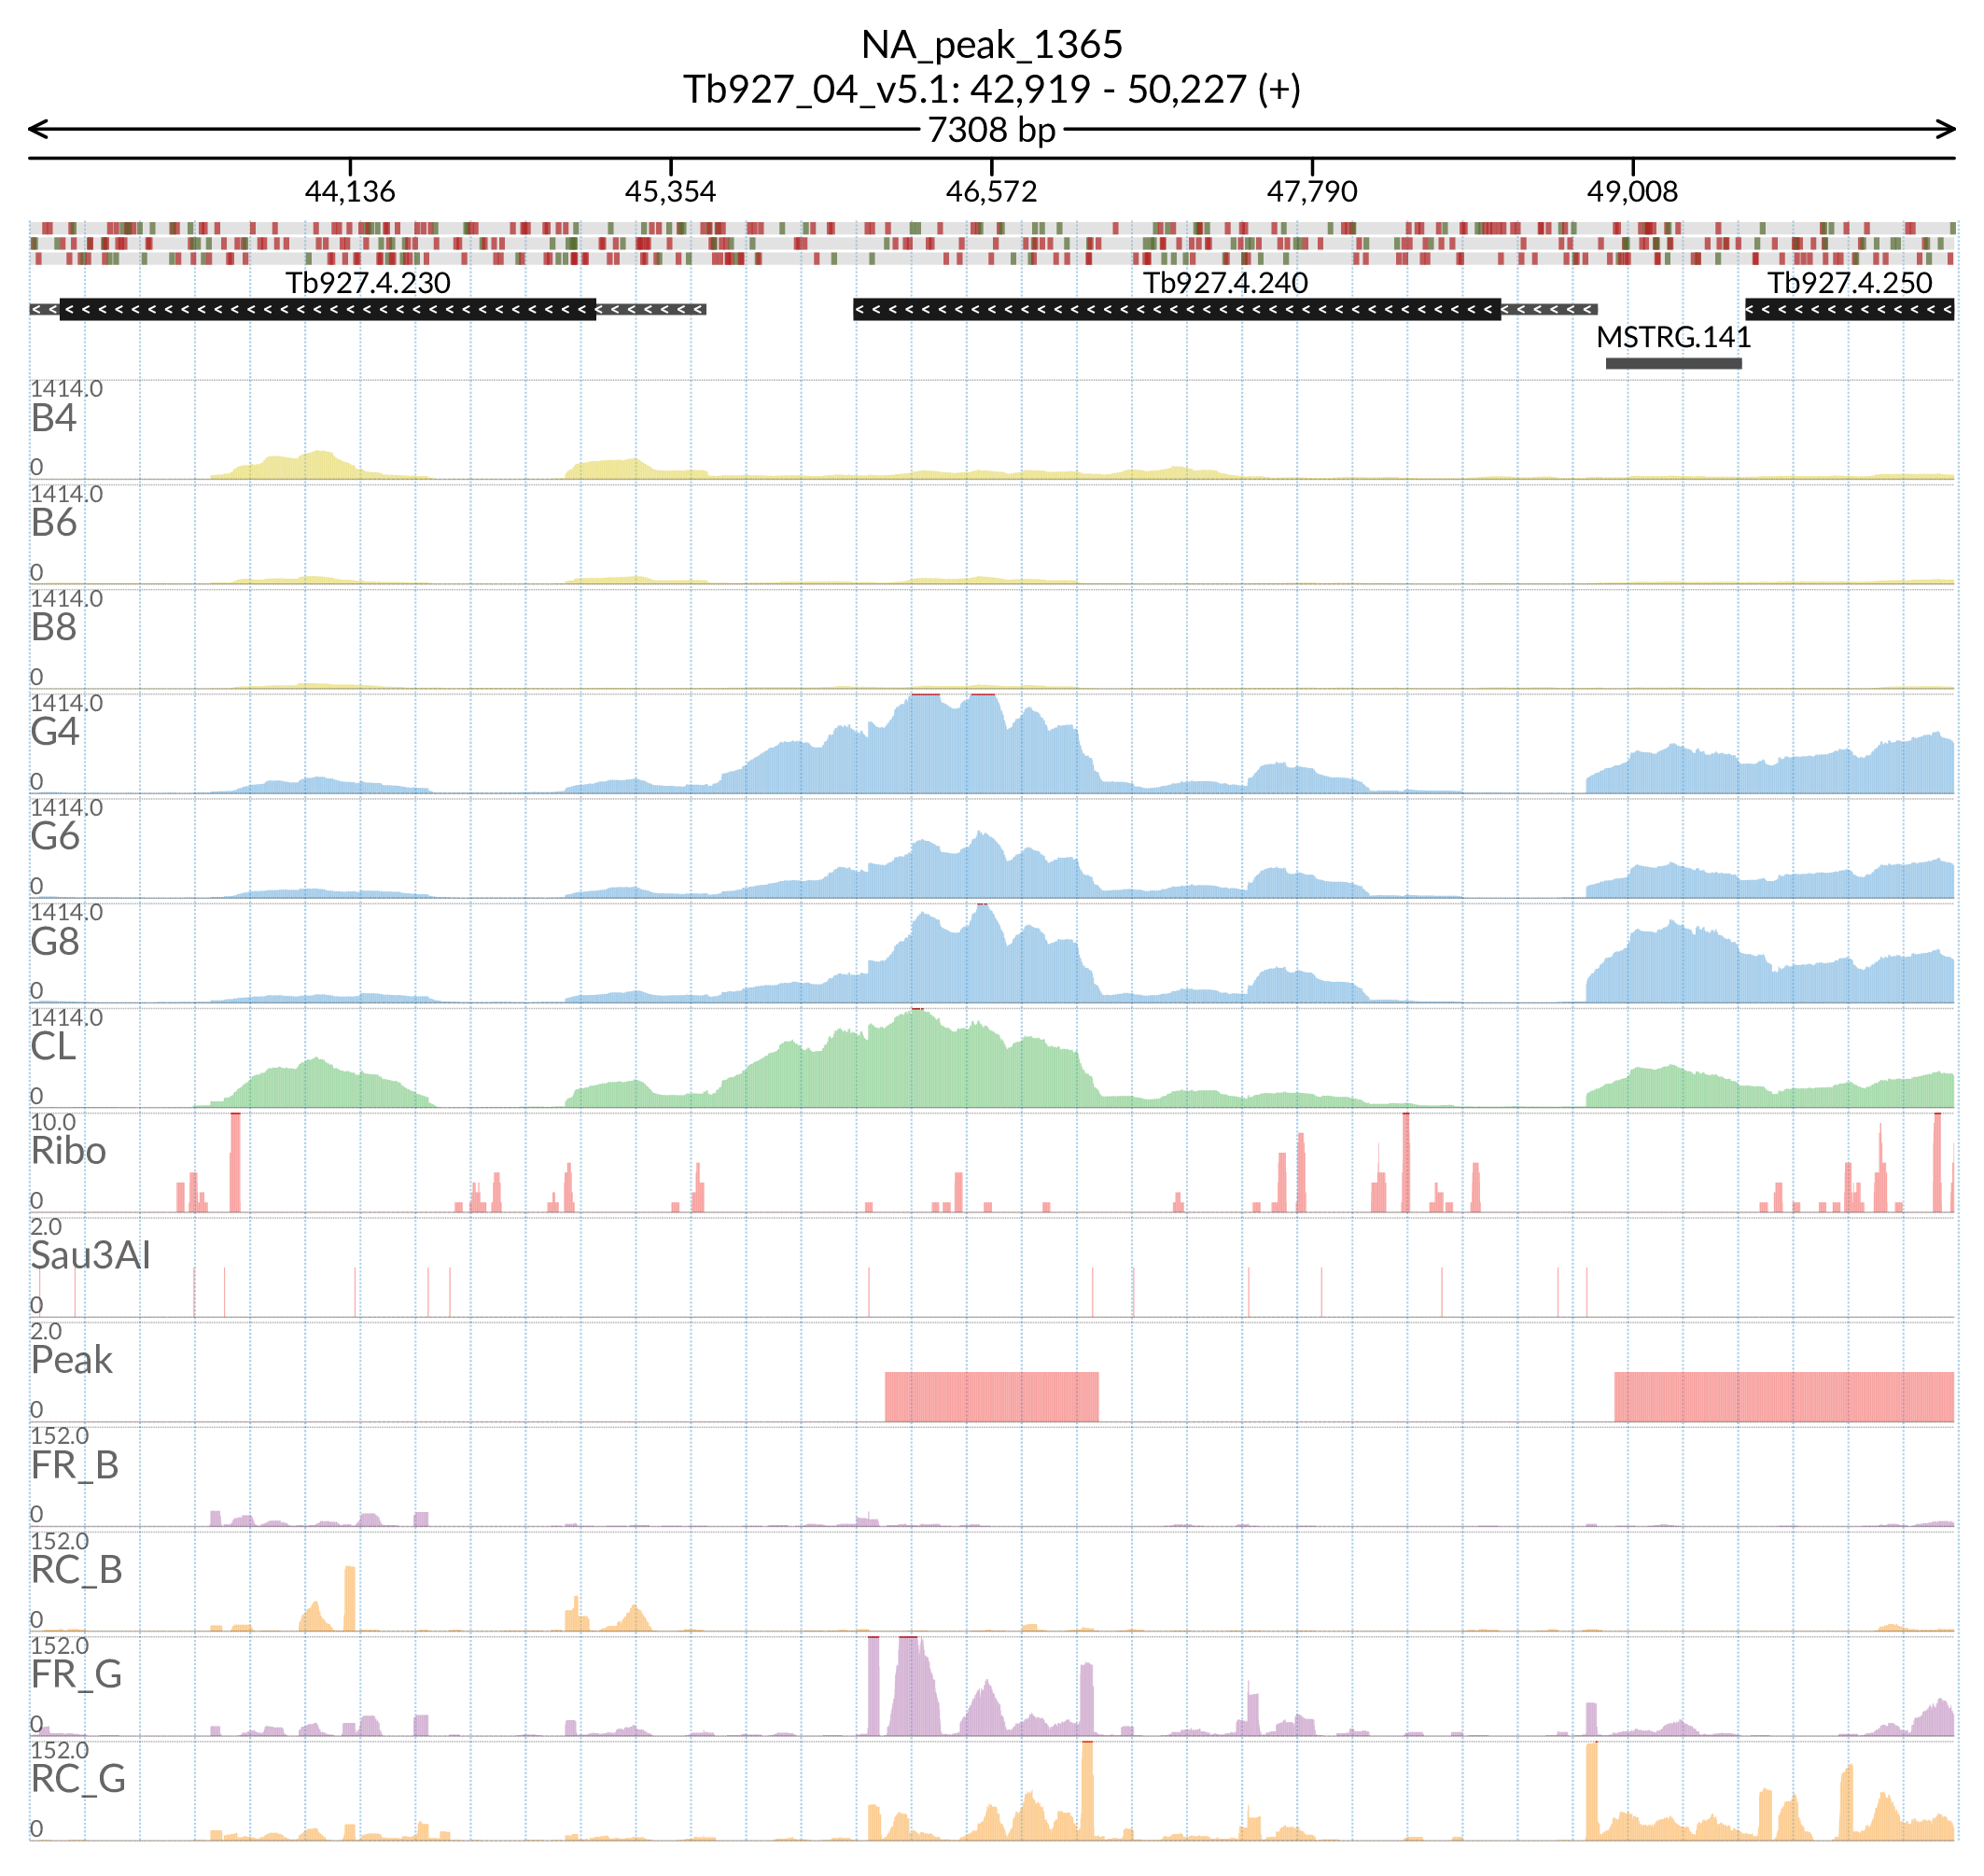 NA_peak_1365
Tb927_04_v5.1: 42,919 - 50,227 (+)
7308 bp
44,136 45,354 46,572 47,790 49,008
Tb927.4.230 Tb927.4.240 Tb927.4.250
MSTRG.141
1414.0
B4
0
1414.0
B6
0
1414.0
B8
0
1414.0
G4
0
1414.0
G6
0
1414.0
G8
0
1414.0
CL
0
10.0
Ribo
0
2.0
Sau3AI
0
2.0
Peak
0
152.0
FR_B
0
152.0
RC_B
0
152.0
FR_G
0
152.0
RC_G
0